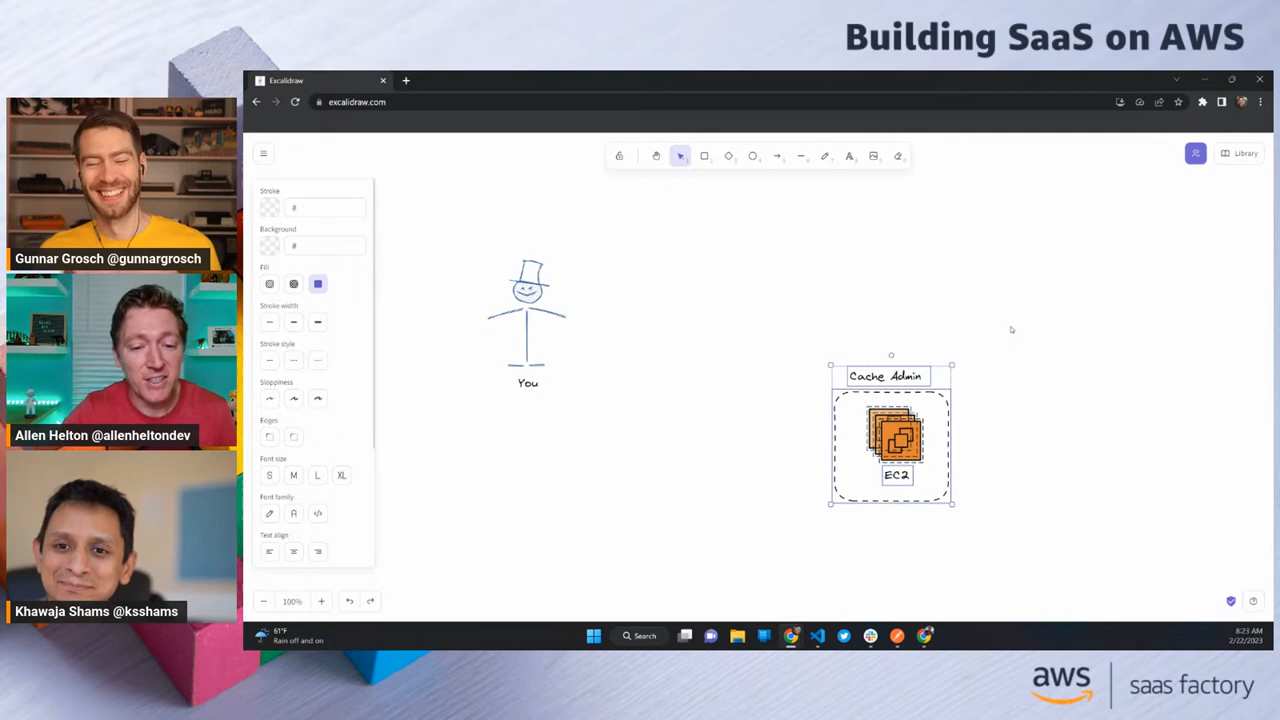 Building SaaS on AWS
Excalidraw
excalidraw.com
Library
Stroke
#
Background
#
Fill
Stroke width
Stroke style
Sloppiness
Edges
Font size
S M L XL
Font family
A </>
Text align
You
Cache Admin
EC2
100%
61°F
Rain off and on
Search
8:23 AM
2/22/2023
Gunnar Grosch @gunnargrosch
Allen Helton @allenheltondev
Khawaja Shams @ksshams
aws
saas factory